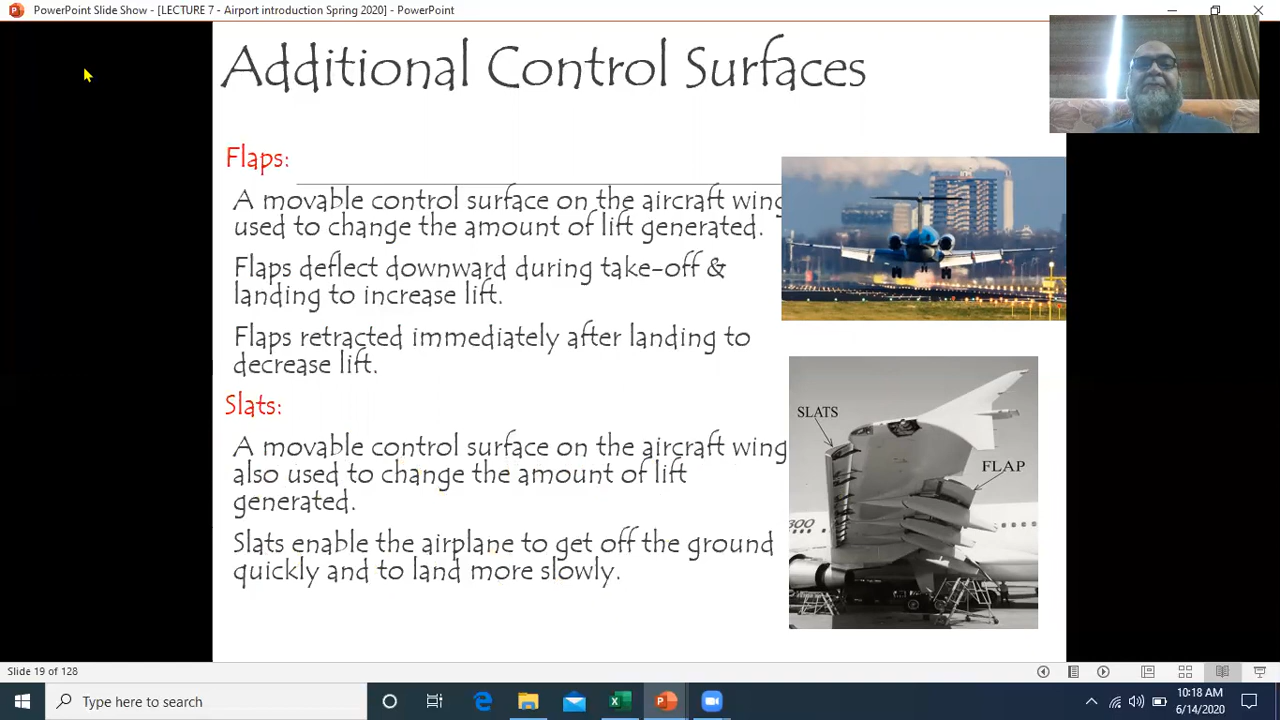 PowerPoint Slide Show - [LECTURE 7 - Airport introduction Spring 2020] - PowerPoint
Additional Control Surfaces
Flaps:
A movable control surface on the aircraft wing
used to change the amount of lift generated.
Flaps deflect downward during take-off &
landing to increase lift.
Flaps retracted immediately after landing to
decrease lift.
Slats:
A movable control surface on the aircraft wing
also used to change the amount of lift
generated.
Slats enable the airplane to get off the ground
quickly and to land more slowly.
SLATS
FLAP
Slide 19 of 128
Type here to search
10:18 AM
6/14/2020